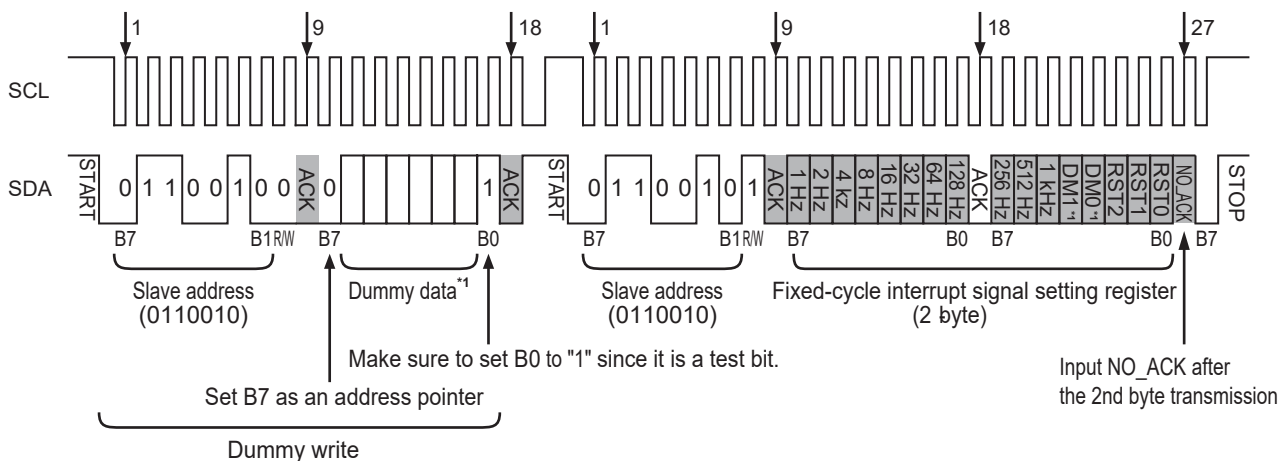 1 9 18 1 9 18 27
SCL
SDA
START 0 1 1 0 0 1 0 0 ACK 0 1 ACK START 0 1 1 0 0 1 0 1 ACK 1 Hz 2 Hz 4 kz 8 Hz 16 Hz 32 Hz 64 Hz 128 Hz ACK 256 Hz 512 Hz 1 kHz DM1*1 DM0*1 RST2 RST1 RST0 NO_ACK STOP
B7 B1 R/W B7 B0 B7 B1 R/W B7 B0 B7 B0 B7
Slave address Dummy data*1 Slave address Fixed-cycle interrupt signal setting register
(0110010) (0110010) (2 byte)
Make sure to set B0 to "1" since it is a test bit.
Input NO_ACK after
Set B7 as an address pointer
the 2nd byte transmission
Dummy write